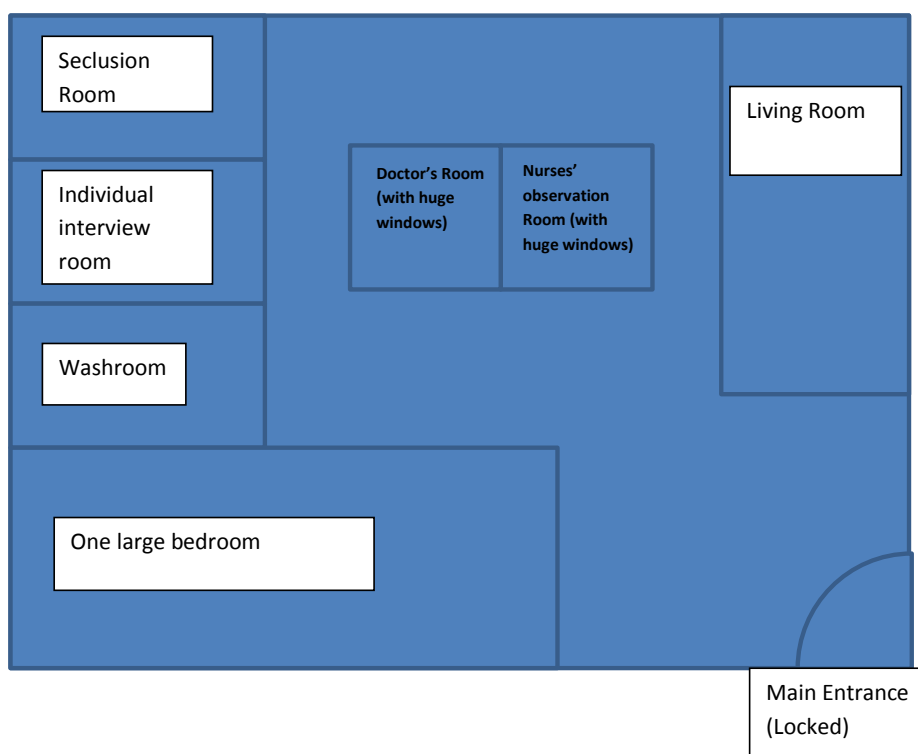 Seclusion
Room
Living Room
Doctor's Room
(with huge
windows)
Nurses'
observation
Room (with
huge windows)
Individual
interview
room
Washroom
One large bedroom
Main Entrance
(Locked)